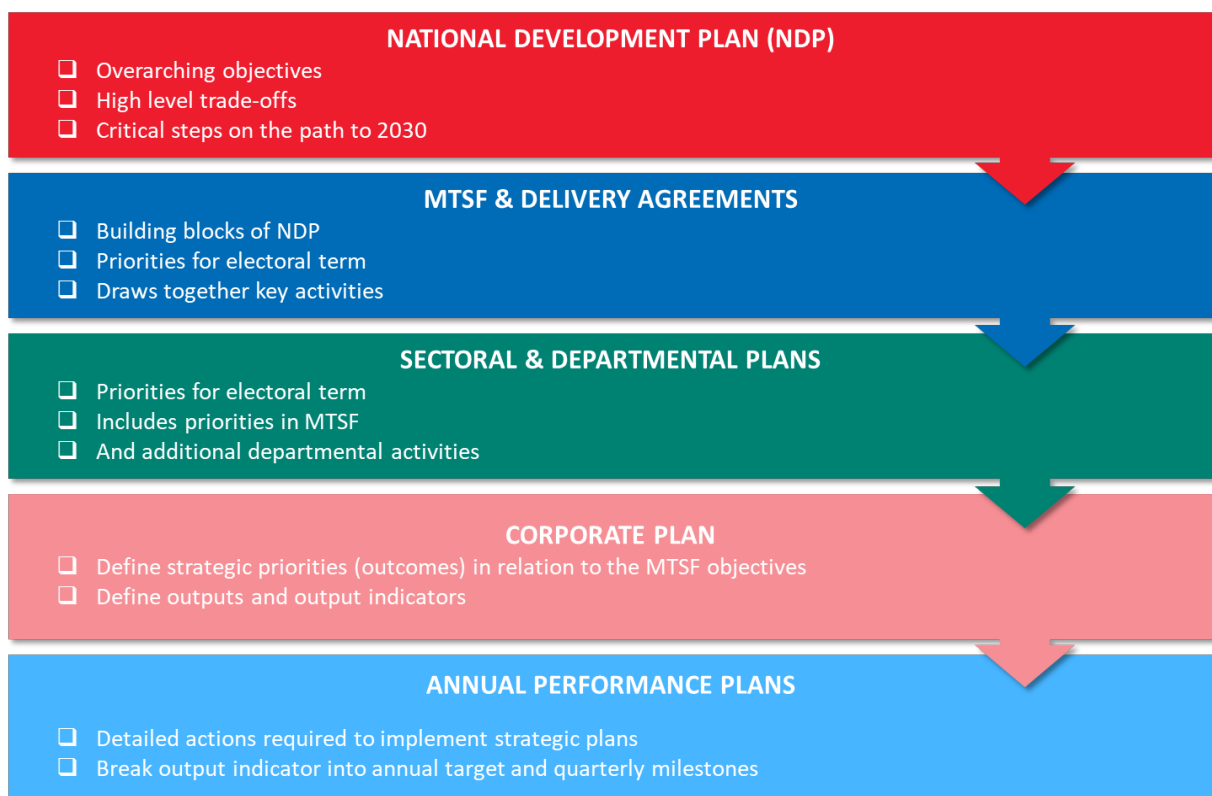 NATIONAL DEVELOPMENT PLAN (NDP)
❑ Overarching objectives
❑ High level trade-offs
❑ Critical steps on the path to 2030
MTSF & DELIVERY AGREEMENTS
❑ Building blocks of NDP
❑ Priorities for electoral term
❑ Draws together key activities
SECTORAL & DEPARTMENTAL PLANS
❑ Priorities for electoral term
❑ Includes priorities in MTSF
❑ And additional departmental activities
CORPORATE PLAN
❑ Define strategic priorities (outcomes) in relation to the MTSF objectives
❑ Define outputs and output indicators
ANNUAL PERFORMANCE PLANS
❑ Detailed actions required to implement strategic plans
❑ Break output indicator into annual target and quarterly milestones